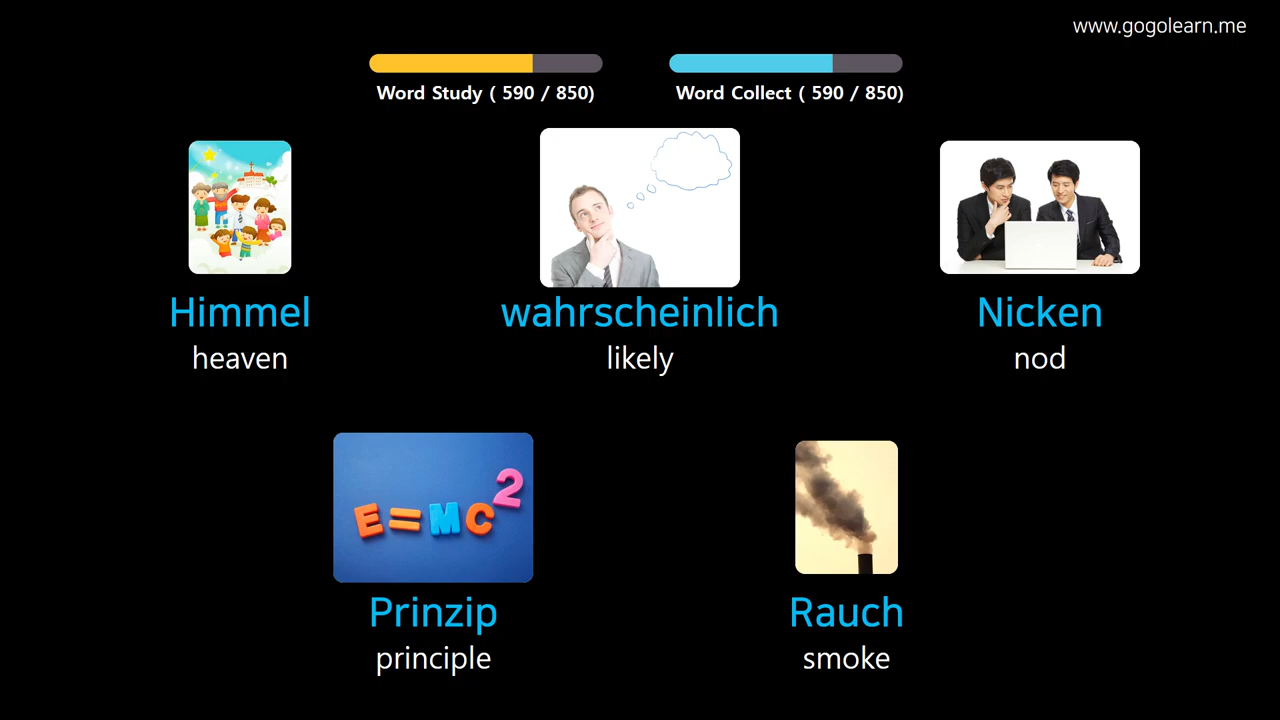 www.gogolearn.me
Word Study ( 590 / 850)
Word Collect ( 590 / 850)
Himmel
heaven
wahrscheinlich
likely
Nicken
nod
E=MC2
Prinzip
principle
Rauch
smoke